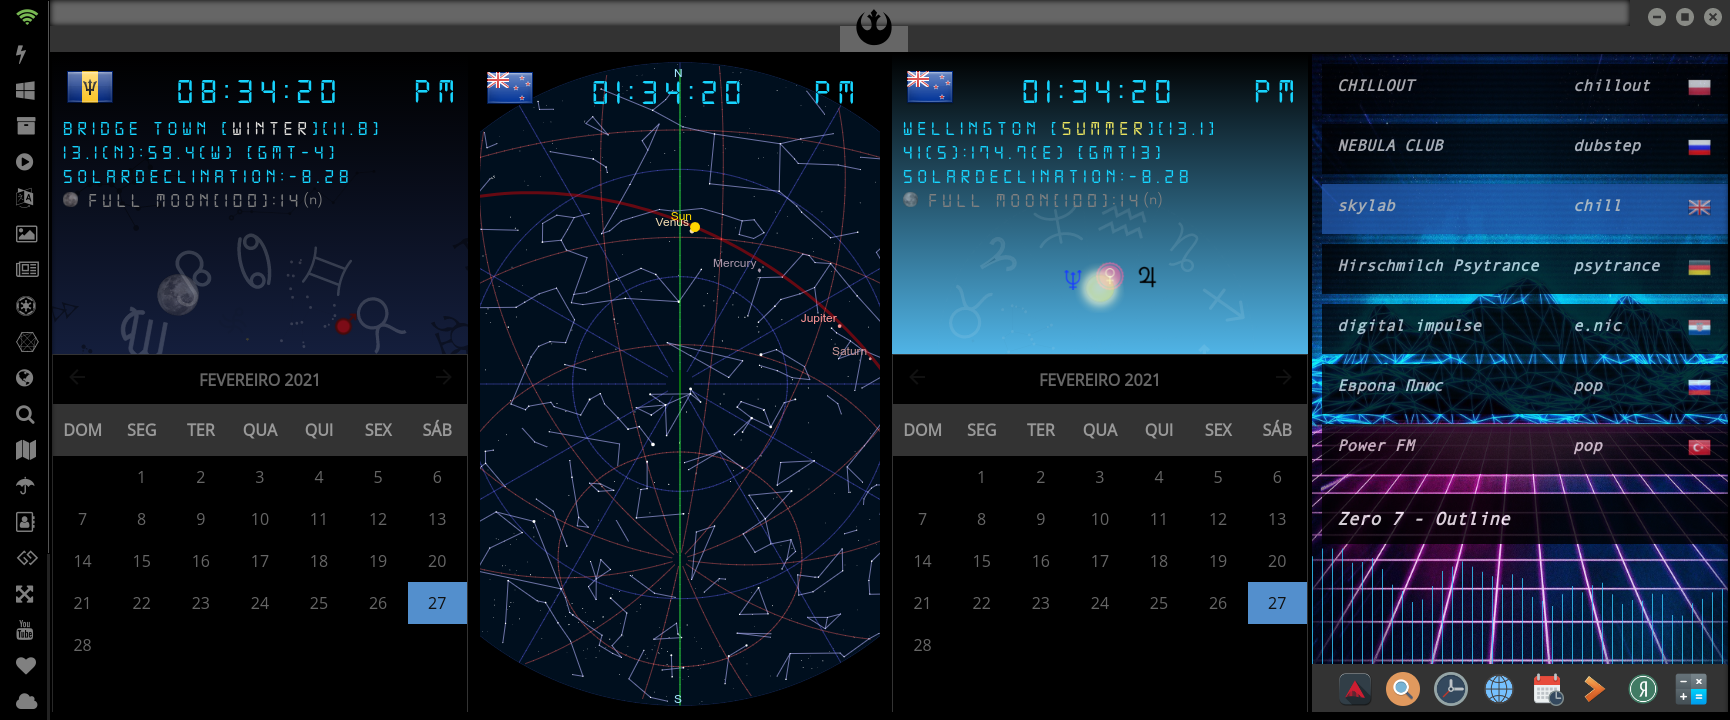 08:34:20 PM
BRIDGE TOWN [WINTER][11.8]
13.1(N):59.4(W) [GMT-4]
SOLARDECLINATION:-8.28
FULL MOON[100]:14(n)
FEVEREIRO 2021
DOM SEG TER QUA QUI SEX SÁB
1 2 3 4 5 6
7 8 9 10 11 12 13
14 15 16 17 18 19 20
21 22 23 24 25 26 27
28
01:34:20 PM
N
Sun
Venus
Mercury
Jupiter
Saturn
S
01:34:20 PM
WELLINGTON [SUMMER][13.1]
41(S):174.7(E) [GMT13]
SOLARDECLINATION:-8.28
FULL MOON[100]:14(n)
FEVEREIRO 2021
DOM SEG TER QUA QUI SEX SÁB
1 2 3 4 5 6
7 8 9 10 11 12 13
14 15 16 17 18 19 20
21 22 23 24 25 26 27
28
CHILLOUT chillout
NEBULA CLUB dubstep
skylab chill
Hirschmilch Psytrance psytrance
digital impulse e.nic
Европа Плюс pop
Power FM pop
Zero 7 - Outline
You
Tube
Я